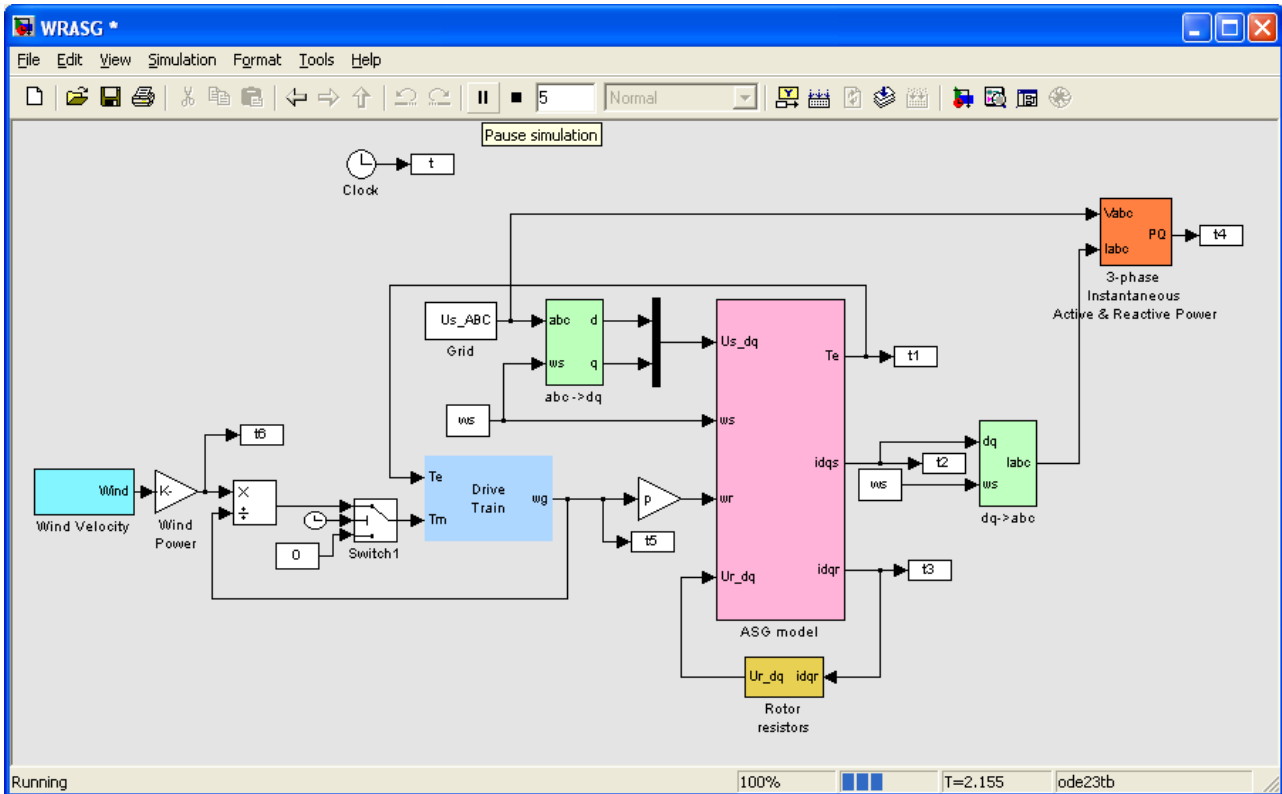 WRASG *
File Edit View Simulation Format Tools Help
5 Normal
Pause simulation
t
Clock
Vabc
PQ
t4
Iabc
3-phase
Instantaneous
Active & Reactive Power
Us_ABC
Grid
abc d
ws q
abc->dq
Us_dq
Te
t1
ws
ws
t6
Wind
Wind Velocity
K-
Wind
Power
×
÷
0
Switch1
Te
Drive
Train
wg
Tm
p
t5
wr
idqs
t2
ws
dq
Iabc
ws
dq->abc
Ur_dq
idqr
t3
ASG model
Ur_dq idqr
Rotor
resistors
Running 100% T=2.155 ode23tb